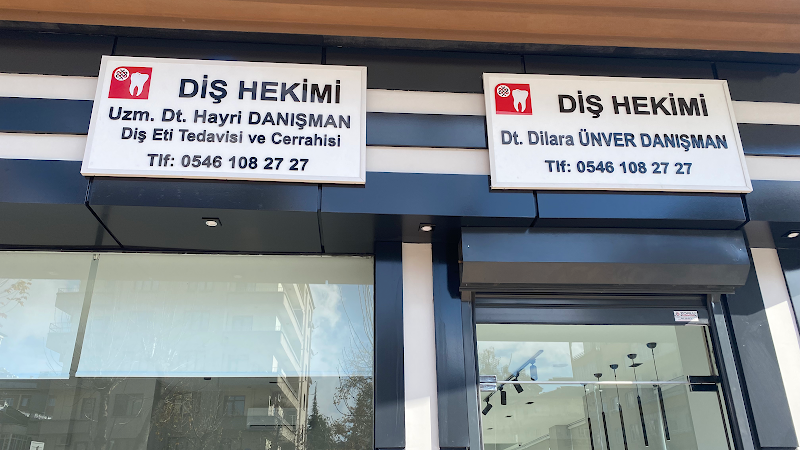 DİŞ HEKİMİ
Uzm. Dt. Hayri DANIŞMAN
Diş Eti Tedavisi ve Cerrahisi
Tlf: 0546 108 27 27
DİŞ HEKİMİ
Dt. Dilara ÜNVER DANIŞMAN
Tlf: 0546 108 27 27